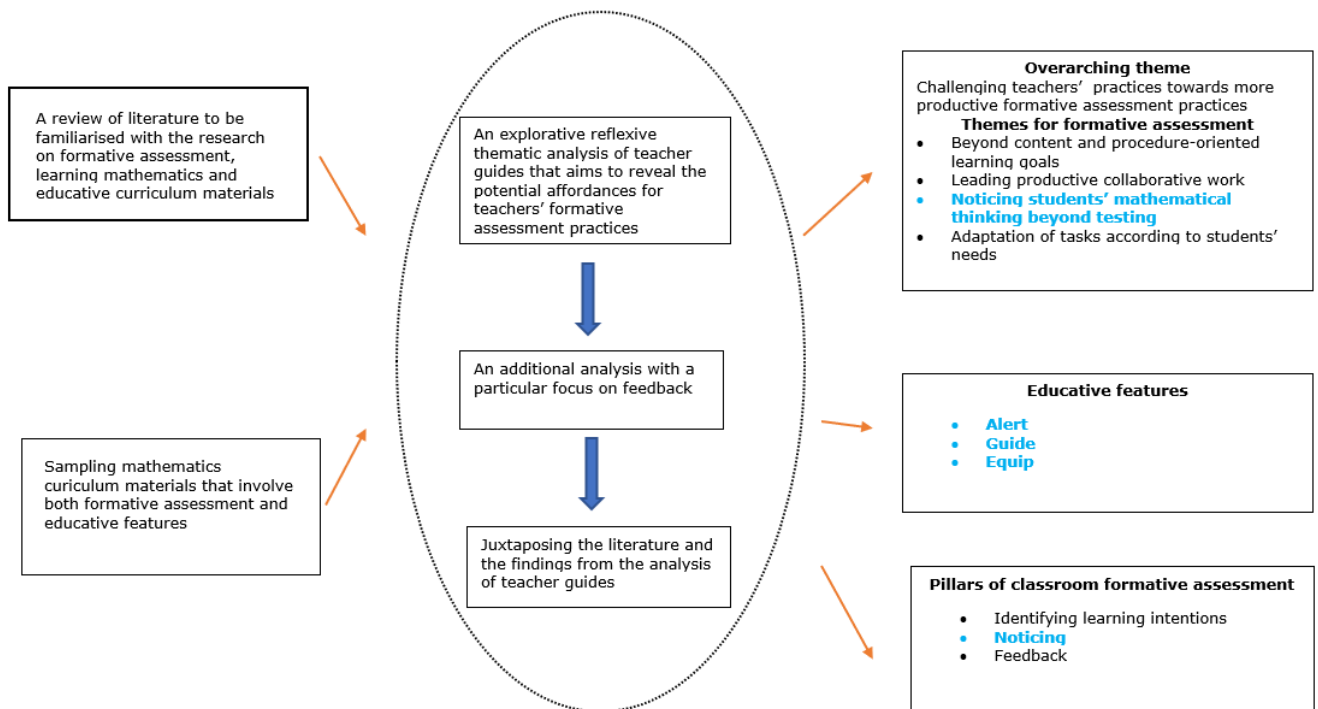 A review of literature to be
familiarised with the research
on formative assessment,
learning mathematics and
educative curriculum materials
Sampling mathematics
curiculum materials that involve
both formative assessment and
educative features
An explorative reflexive
thematic analysis of teacher
guides that aims to reveal the
potential affordances for
teachers’ formative
assessment practices
An additional analysis with a
particular focus on feedback
Juxtaposing the literature and
the findings from the analysis
of teacher guides
Overarching theme
Challenging teachers’ practices towards more
productive formative assessment practices
Themes for formative assessment
• Beyond content and procedure-oriented
learning goals
• Leading productive collaborative work
• Noticing students’ mathematical
thinking beyond testing
• Adaptation of tasks according to students’
needs
Educative features
• Alert
• Guide
• Equip
Pillars of classroom formative assessment
• Identifying learning intentions
• Noticing
• Feedback